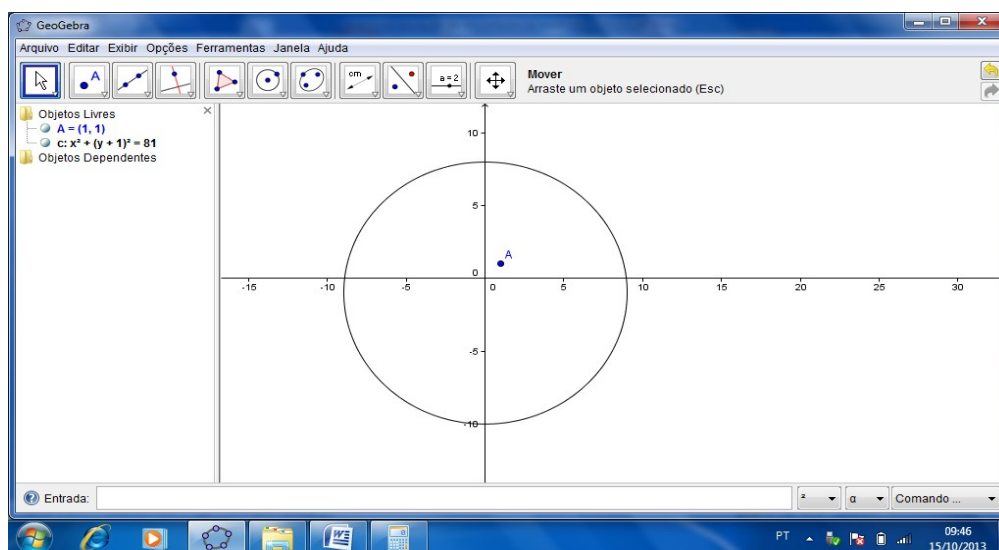 GeoGebra
Arquivo Editar Exibir Opções Ferramentas Janela Ajuda
A
cm
a = 2
Mover
Arraste um objeto selecionado (Esc)
Objetos Livres
A = (1, 1)
c: x² + (y + 1)² = 81
Objetos Dependentes
10
5
0
A
-15 -10 -5 0 5 10 15 20 25 30
-5
-10
Entrada:
² α Comando ...
PT 09:46
15/10/2013